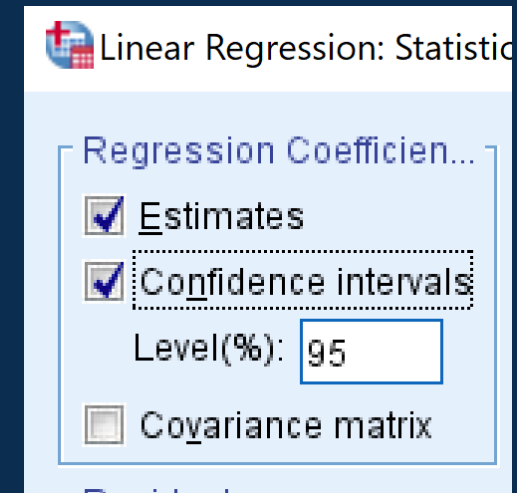 Linear Regression: Statistic
Regression Coefficien...
Estimates
Confidence intervals
Level(%): 95
Covariance matrix